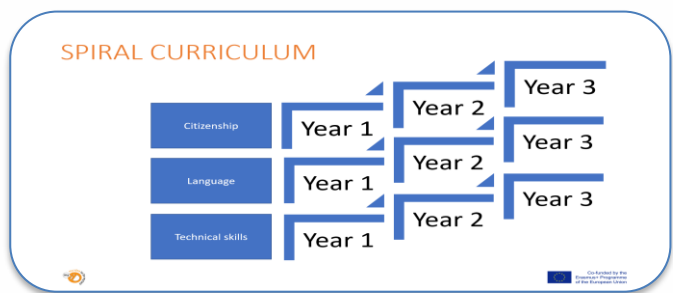 SPIRAL CURRICULUM
Citizenship
Year 1
Year 2
Year 3
Language
Year 1
Year 2
Year 3
Technical skills
Year 1
Year 2
Year 3
Co-funded by the
Erasmus+ Programme
of the European Union